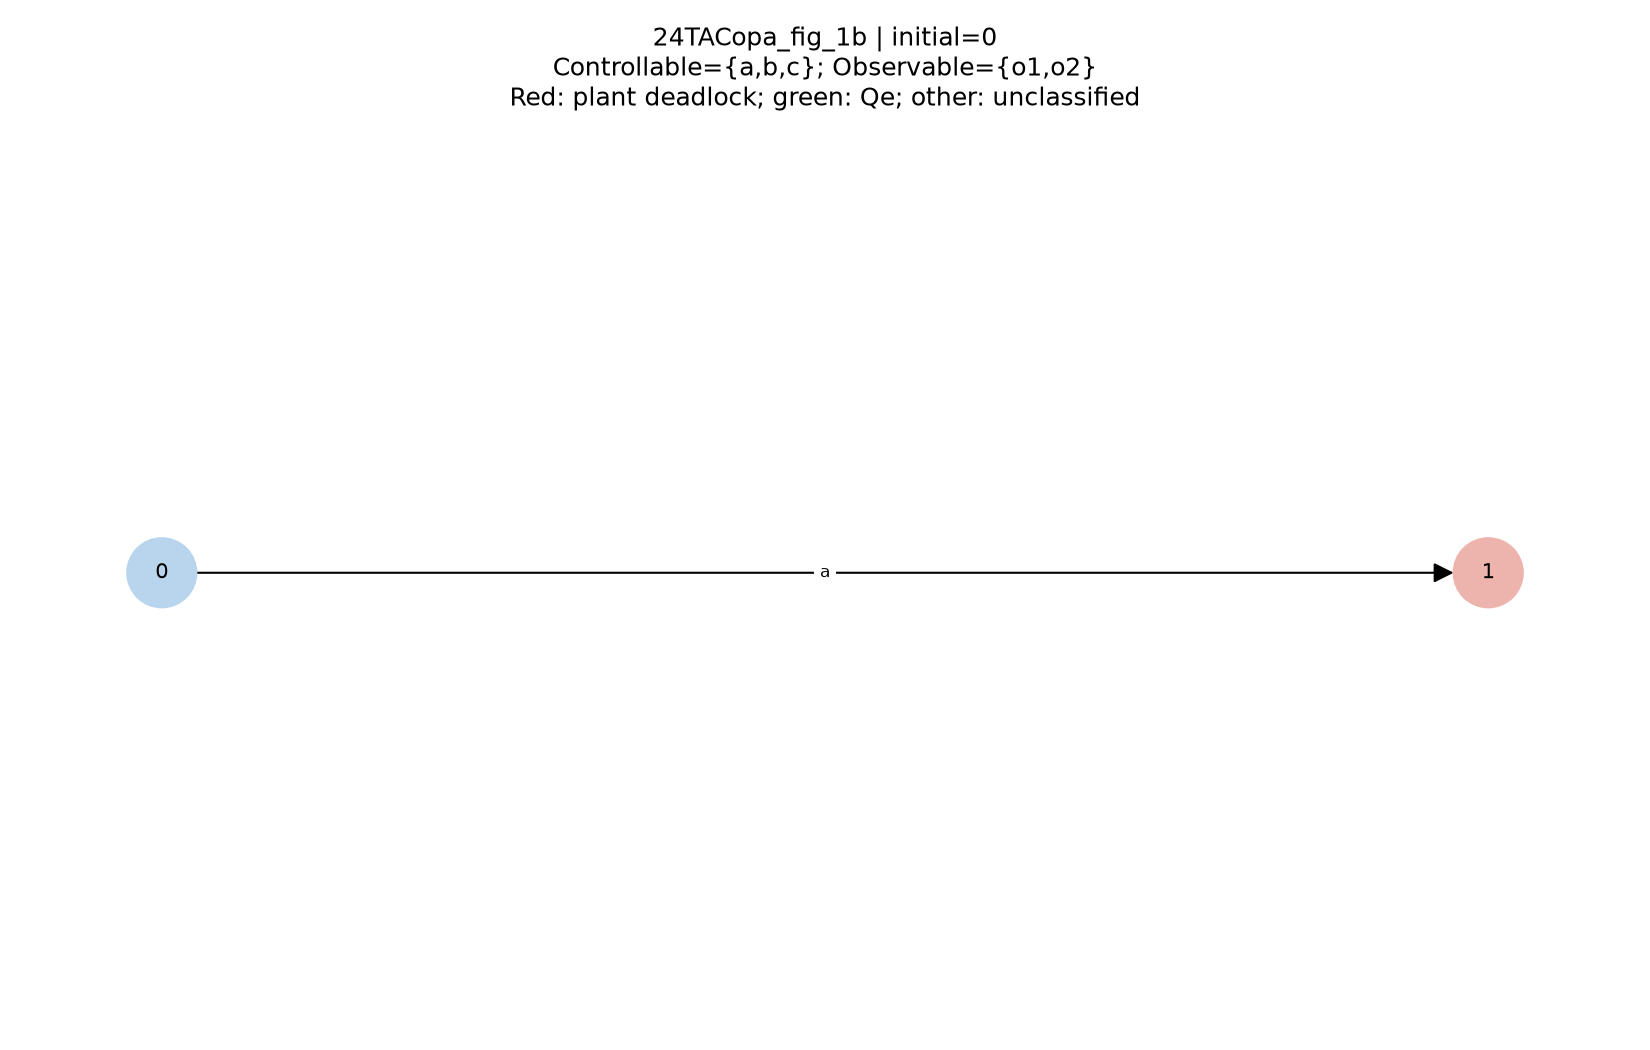 24TACopa_fig_1b | initial=0
Controllable={a,b,c}; Observable={o1,o2}
Red: plant deadlock; green: Qe; other: unclassified
0
a
1